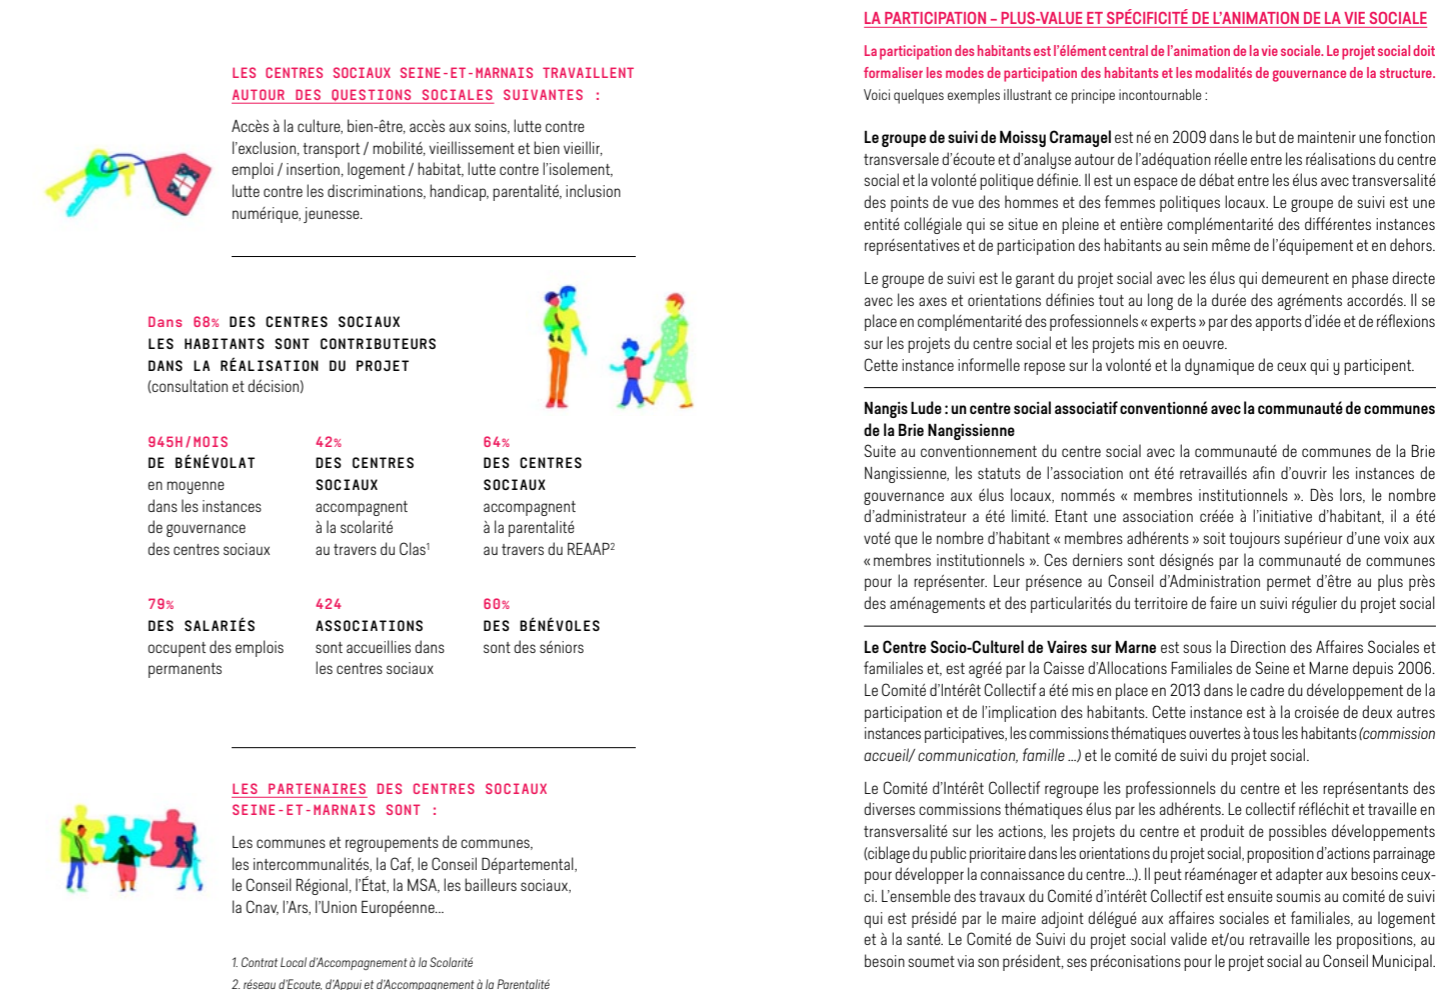 LES CENTRES SOCIAUX SEINE-ET-MARNAIS TRAVAILLENT
AUTOUR DES QUESTIONS SOCIALES SUIVANTES :
Accès à la culture, bien-être, accès aux soins, lutte contre
l'exclusion, transport / mobilité, vieillissement et bien vieillir,
emploi / insertion, logement / habitat, lutte contre l'isolement,
lutte contre les discriminations, handicap, parentalité, inclusion
numérique, jeunesse.
Dans 68% DES CENTRES SOCIAUX
LES HABITANTS SONT CONTRIBUTEURS
DANS LA RÉALISATION DU PROJET
(consultation et décision)
945H/MOIS
DE BÉNÉVOLAT
en moyenne
dans les instances
de gouvernance
des centres sociaux
42%
DES CENTRES
SOCIAUX
accompagnent
à la scolarité
au travers du Clas1
64%
DES CENTRES
SOCIAUX
accompagnent
à la parentalité
au travers du REAAP2
79%
DES SALARIÉS
occupent des emplois
permanents
424
ASSOCIATIONS
sont accueillies dans
les centres sociaux
60%
DES BÉNÉVOLES
sont des séniors
LES PARTENAIRES DES CENTRES SOCIAUX
SEINE-ET-MARNAIS SONT :
Les communes et regroupements de communes,
les intercommunalités, la Caf, le Conseil Départemental,
le Conseil Régional, l'État, la MSA, les bailleurs sociaux,
la Cnav, l'Ars, l'Union Européenne...
1. Contrat Local d'Accompagnement à la Scolarité
2. réseau d'Ecoute, d'Appui et d'Accompagnement à la Parentalité
LA PARTICIPATION – PLUS-VALUE ET SPÉCIFICITÉ DE L'ANIMATION DE LA VIE SOCIALE
La participation des habitants est l'élément central de l'animation de la vie sociale. Le projet social doit
formaliser les modes de participation des habitants et les modalités de gouvernance de la structure.
Voici quelques exemples illustrant ce principe incontournable :
Le groupe de suivi de Moissy Cramayel est né en 2009 dans le but de maintenir une fonction
transversale d'écoute et d'analyse autour de l'adéquation réelle entre les réalisations du centre
social et la volonté politique définie. Il est un espace de débat entre les élus avec transversalité
des points de vue des hommes et des femmes politiques locaux. Le groupe de suivi est une
entité collégiale qui se situe en pleine et entière complémentarité des différentes instances
représentatives et de participation des habitants au sein même de l'équipement et en dehors.
Le groupe de suivi est le garant du projet social avec les élus qui demeurent en phase directe
avec les axes et orientations définies tout au long de la durée des agréments accordés. Il se
place en complémentarité des professionnels « experts » par des apports d'idée et de réflexions
sur les projets du centre social et les projets mis en oeuvre.
Cette instance informelle repose sur la volonté et la dynamique de ceux qui y participent.
Nangis Lude : un centre social associatif conventionné avec la communauté de communes
de la Brie Nangissienne
Suite au conventionnement du centre social avec la communauté de communes de la Brie
Nangissienne, les statuts de l'association ont été retravaillés afin d'ouvrir les instances de
gouvernance aux élus locaux, nommés « membres institutionnels ». Dès lors, le nombre
d'administrateur a été limité. Etant une association créée à l'initiative d'habitant, il a été
voté que le nombre d'habitant « membres adhérents » soit toujours supérieur d'une voix aux
« membres institutionnels ». Ces derniers sont désignés par la communauté de communes
pour la représenter. Leur présence au Conseil d'Administration permet d'être au plus près
des aménagements et des particularités du territoire de faire un suivi régulier du projet social
Le Centre Socio-Culturel de Vaires sur Marne est sous la Direction des Affaires Sociales et
familiales et, est agréé par la Caisse d'Allocations Familiales de Seine et Marne depuis 2006.
Le Comité d'Intérêt Collectif a été mis en place en 2013 dans le cadre du développement de la
participation et de l'implication des habitants. Cette instance est à la croisée de deux autres
instances participatives, les commissions thématiques ouvertes à tous les habitants (commission
accueil/ communication, famille ...) et le comité de suivi du projet social.
Le Comité d'Intérêt Collectif regroupe les professionnels du centre et les représentants des
diverses commissions thématiques élus par les adhérents. Le collectif réfléchit et travaille en
transversalité sur les actions, les projets du centre et produit de possibles développements
(ciblage du public prioritaire dans les orientations du projet social, proposition d'actions parrainage
pour développer la connaissance du centre...). Il peut réaménager et adapter aux besoins ceux-
ci. L'ensemble des travaux du Comité d'intérêt Collectif est ensuite soumis au comité de suivi
qui est présidé par le maire adjoint délégué aux affaires sociales et familiales, au logement
et à la santé. Le Comité de Suivi du projet social valide et/ou retravaille les propositions, au
besoin soumet via son président, ses préconisations pour le projet social au Conseil Municipal.